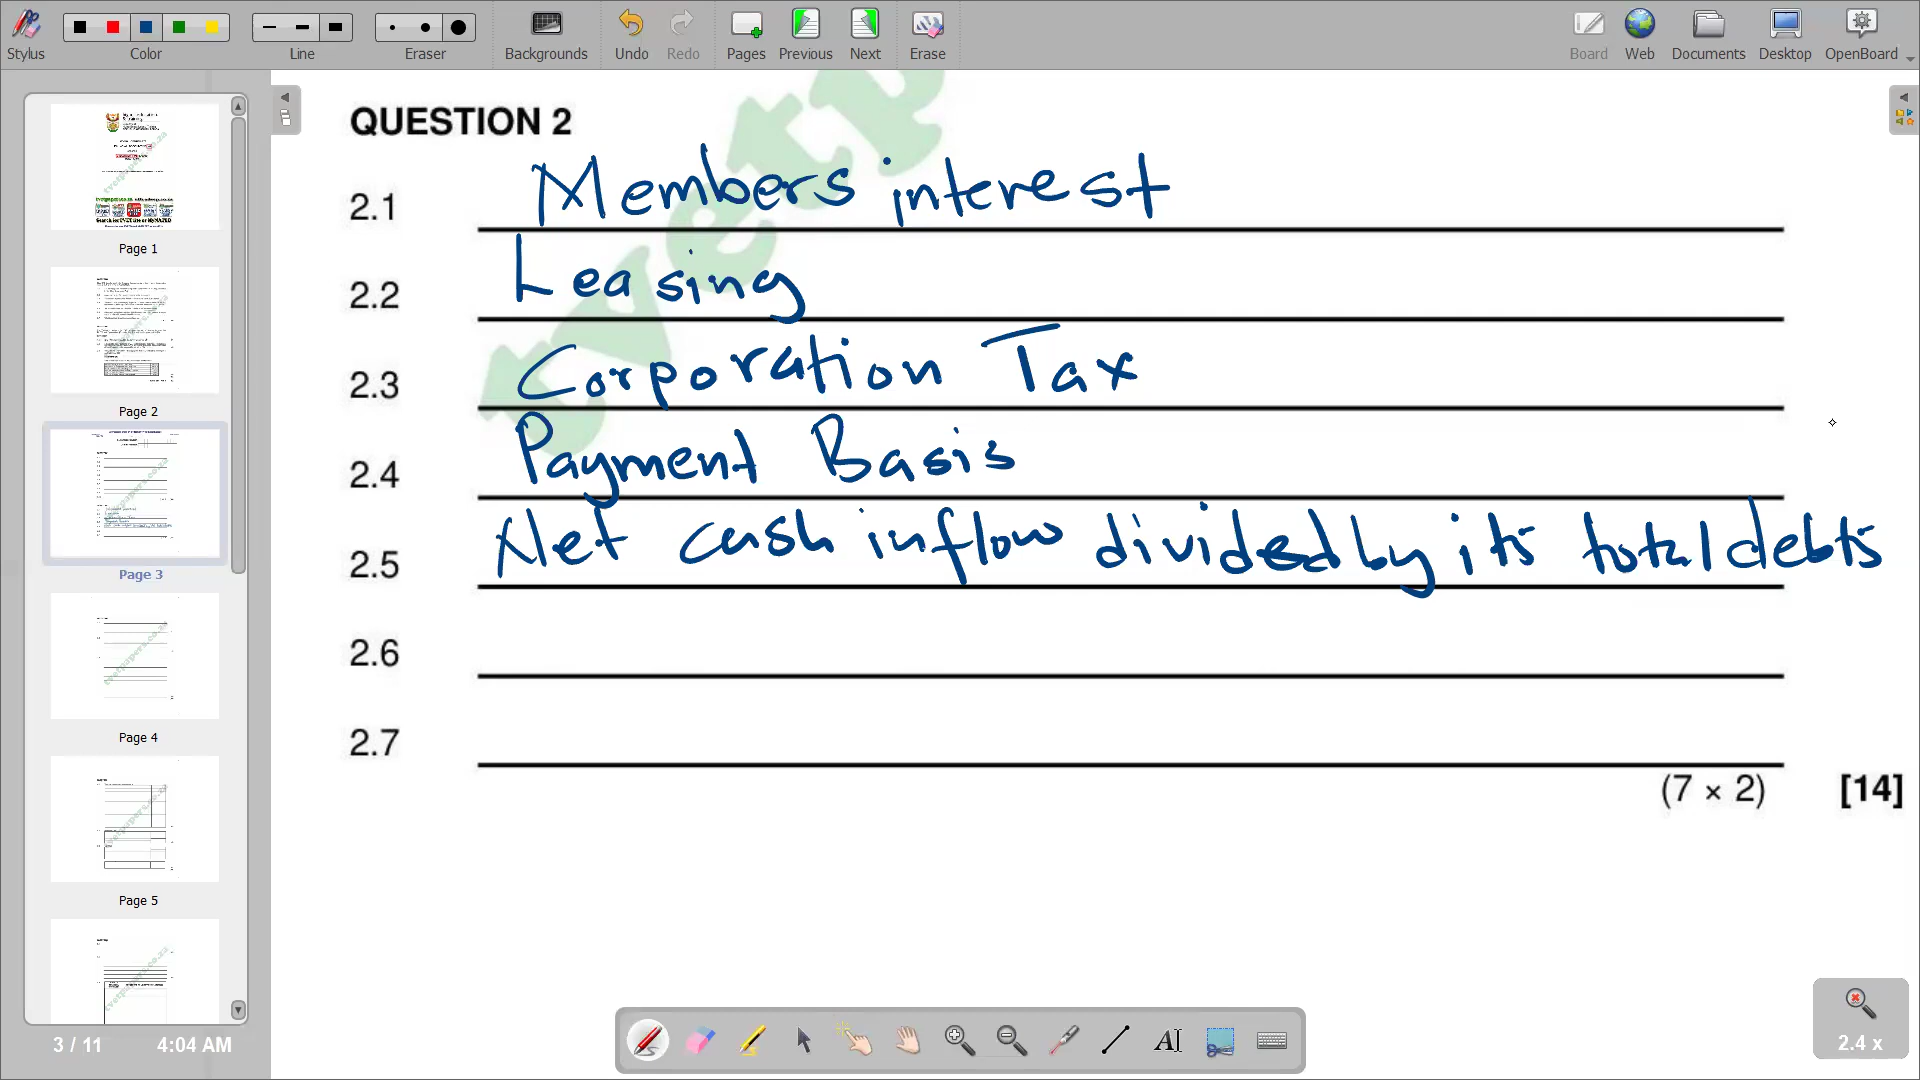 Stylus
Color
Line
Eraser
Backgrounds
Undo
Redo
Pages
Previous
Next
Erase
Board
Web
Documents
Desktop
OpenBoard
Page 1
Page 2
Page 3
Page 4
Page 5
3 / 11
4:04 AM
tvetp
QUESTION 2
2.1 Members interest
2.2 Leasing
2.3 Corporation Tax
2.4 Payment Basis
2.5 Net cash inflow divided by its total debts
2.6
2.7
(7 × 2) [14]
2.4 x